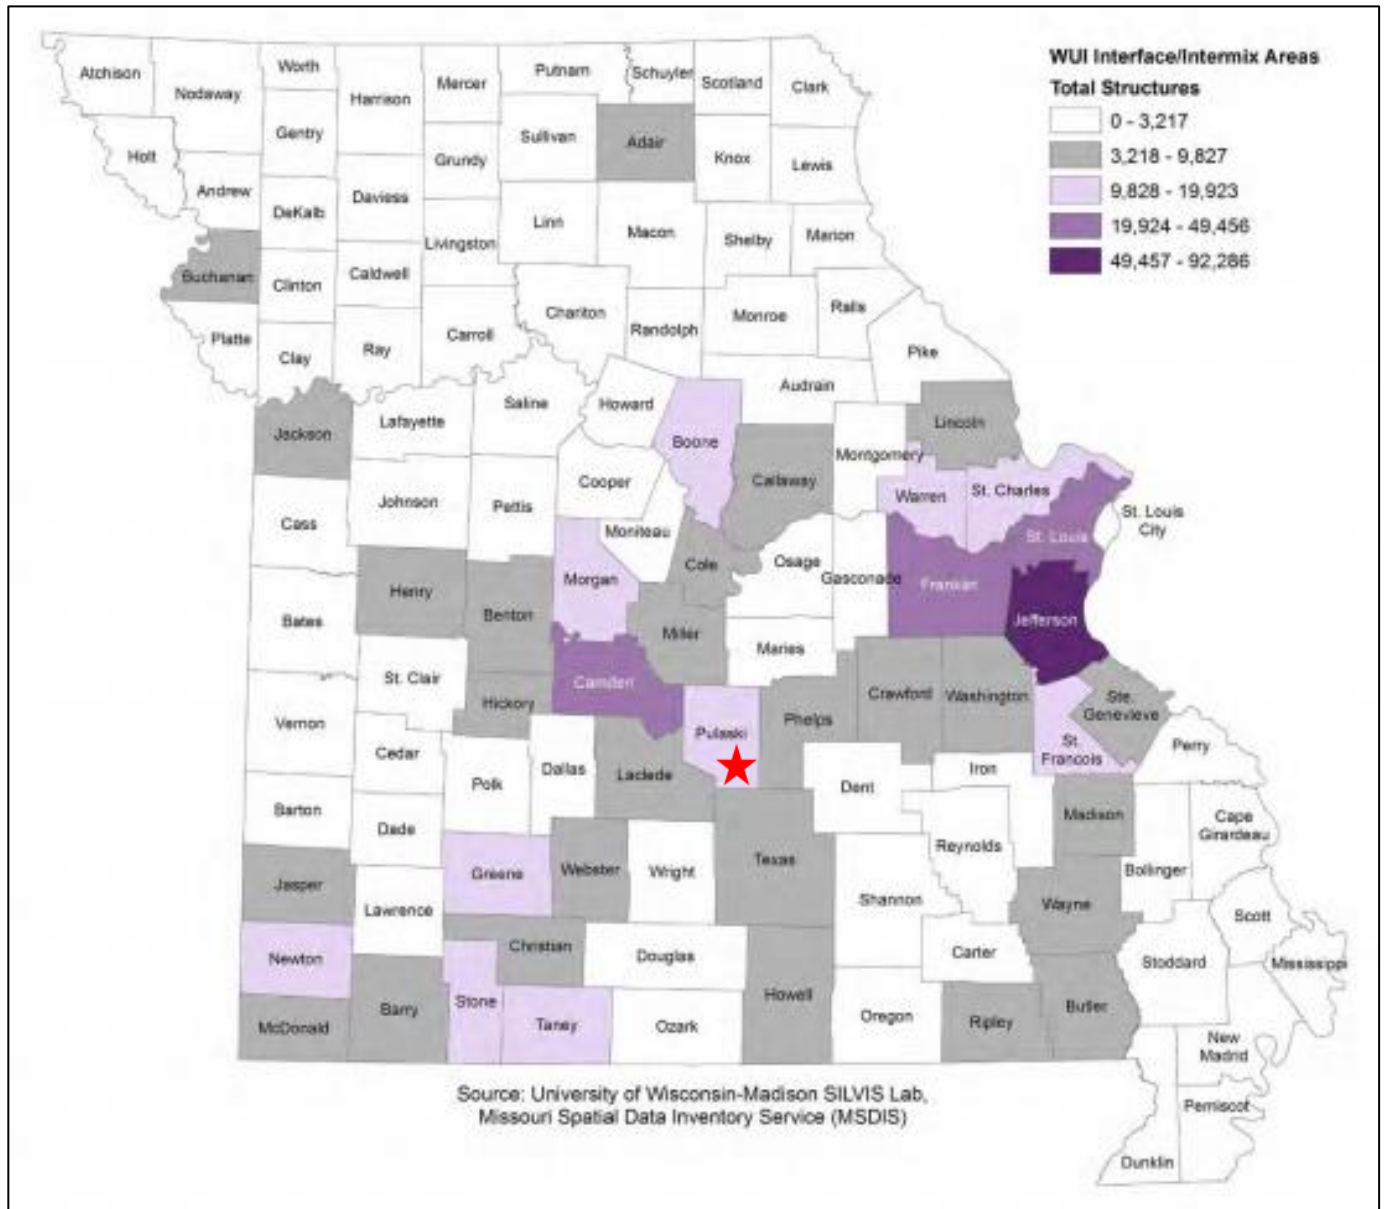 WUI Interface/Intermix Areas
Total Structures
0 - 3,217
3,218 - 9,827
9,828 - 19,923
19,924 - 49,456
49,457 - 92,286
Atchison
Nodaway
Worth
Gentry
Harrison
Mercer
Putnam
Schuyler
Scotland
Clark
Holt
Andrew
DeKalb
Daviess
Grundy
Sullivan
Adair
Knox
Lewis
Buchanan
Clinton
Caldwell
Livingston
Linn
Macon
Shelby
Marion
Platte
Clay
Ray
Carroll
Chariton
Randolph
Monroe
Ralls
Pike
Jackson
Lafayette
Saline
Howard
Boone
Audrain
Callaway
Montgomery
Lincoln
Warren
St. Charles
St. Louis
St. Louis
City
Cass
Johnson
Pettis
Cooper
Moniteau
Morgan
Cole
Osage
Gasconade
Franklin
Jefferson
Bates
Henry
Benton
Miller
Maries
St. Clair
Hickory
Camden
Pulaski
Phelps
Crawford
Washington
Ste.
Genevieve
St.
Francois
Perry
Vernon
Cedar
Polk
Dallas
Laclede
Dent
Iron
Madison
Cape
Girardeau
Barton
Dade
Greene
Webster
Wright
Texas
Reynolds
Bollinger
Jasper
Lawrence
Shannon
Wayne
Scott
Newton
Christian
Douglas
Carter
Stoddard
Mississippi
McDonald
Barry
Stone
Taney
Ozark
Howell
Oregon
Ripley
Butler
New
Madrid
Pemiscot
Dunklin
Source: University of Wisconsin-Madison SILVIS Lab,
Missouri Spatial Data Inventory Service (MSDIS)